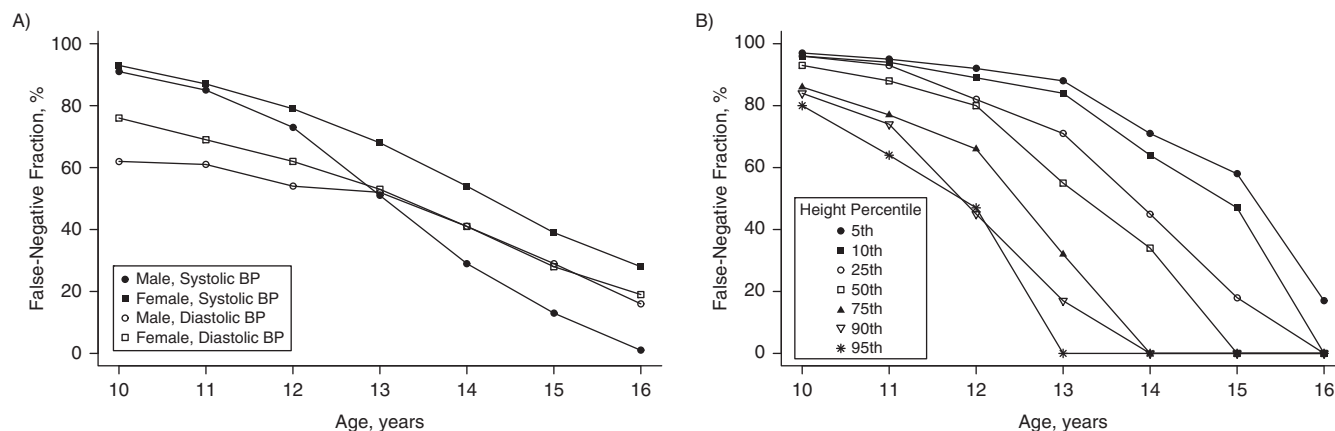 A)
100
80
60
40
20
0
False-Negative Fraction, %
Male, Systolic BP
Female, Systolic BP
Male, Diastolic BP
Female, Diastolic BP
10 11 12 13 14 15 16
Age, years
B)
100
80
60
40
20
0
False-Negative Fraction, %
Height Percentile
5th
10th
25th
50th
75th
90th
95th
10 11 12 13 14 15 16
Age, years